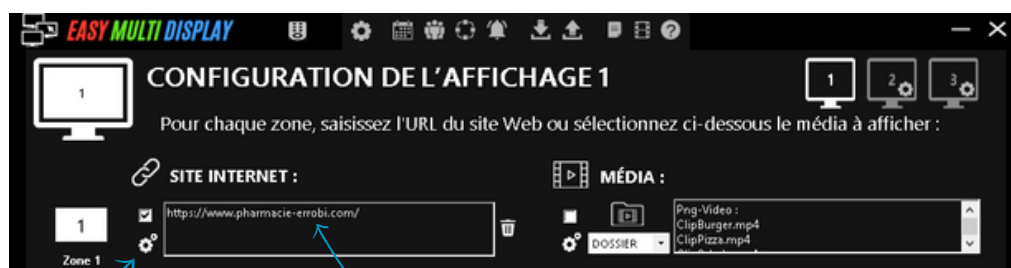 EASY MULTI DISPLAY
1
CONFIGURATION DE L'AFFICHAGE 1
1
2
3
Pour chaque zone, saisissez l'URL du site Web ou sélectionnez ci-dessous le média à afficher :
SITE INTERNET :
MÉDIA :
1
Zone 1
https://www.pharmacie-errobi.com/
DOSSIER
Png-Video :
ClipBurger.mp4
ClipPizza.mp4